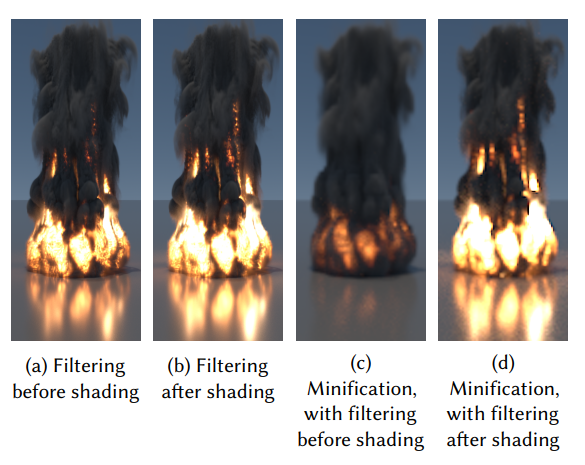 (a) Filtering
before shading
(b) Filtering
after shading
(c)
Minification,
with filtering
before shading
(d)
Minification,
with filtering
after shading